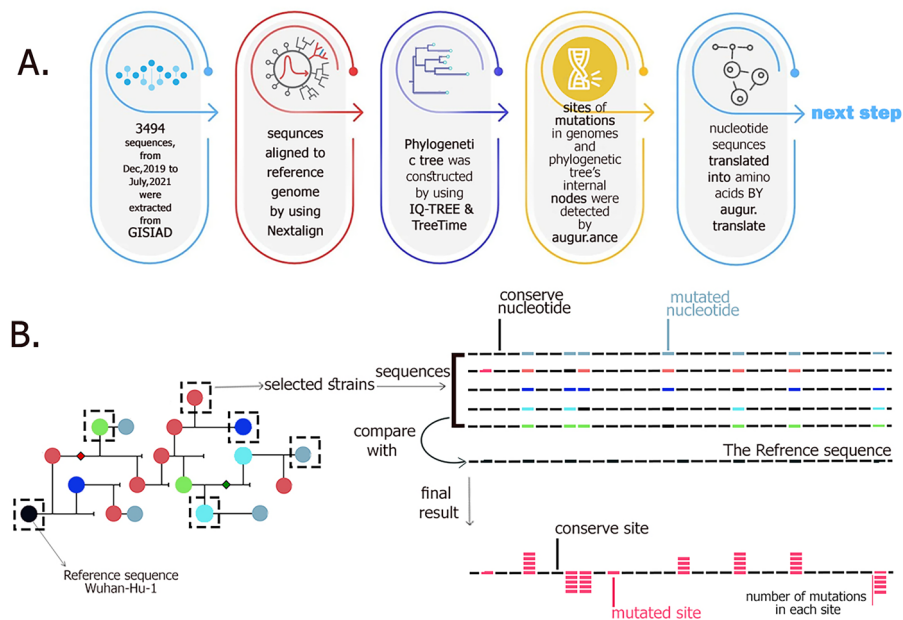 A.
3494
sequences,
from
Dec,2019 to
July,2021
were
extracted
from
GISIAD
sequnces
aligned to
reference
genome
by using
Nextalign
Phylogeneti
c tree was
constructed
by using
IQ-TREE &
TreeTime
sites of
mutations
in genomes
and
phylogenetic
tree's
internal
nodes were
detected
by
augur.ance
nucleotide
sequnces
translated
into amino
acids BY
augur.
translate
next step
B.
conserve
nucleotide
mutated
nucleotide
selected strains
sequences
compare
with
The Refrence sequence
final
result
conserve site
Reference sequence
Wuhan-Hu-1
mutated site
number of mutations
in each site